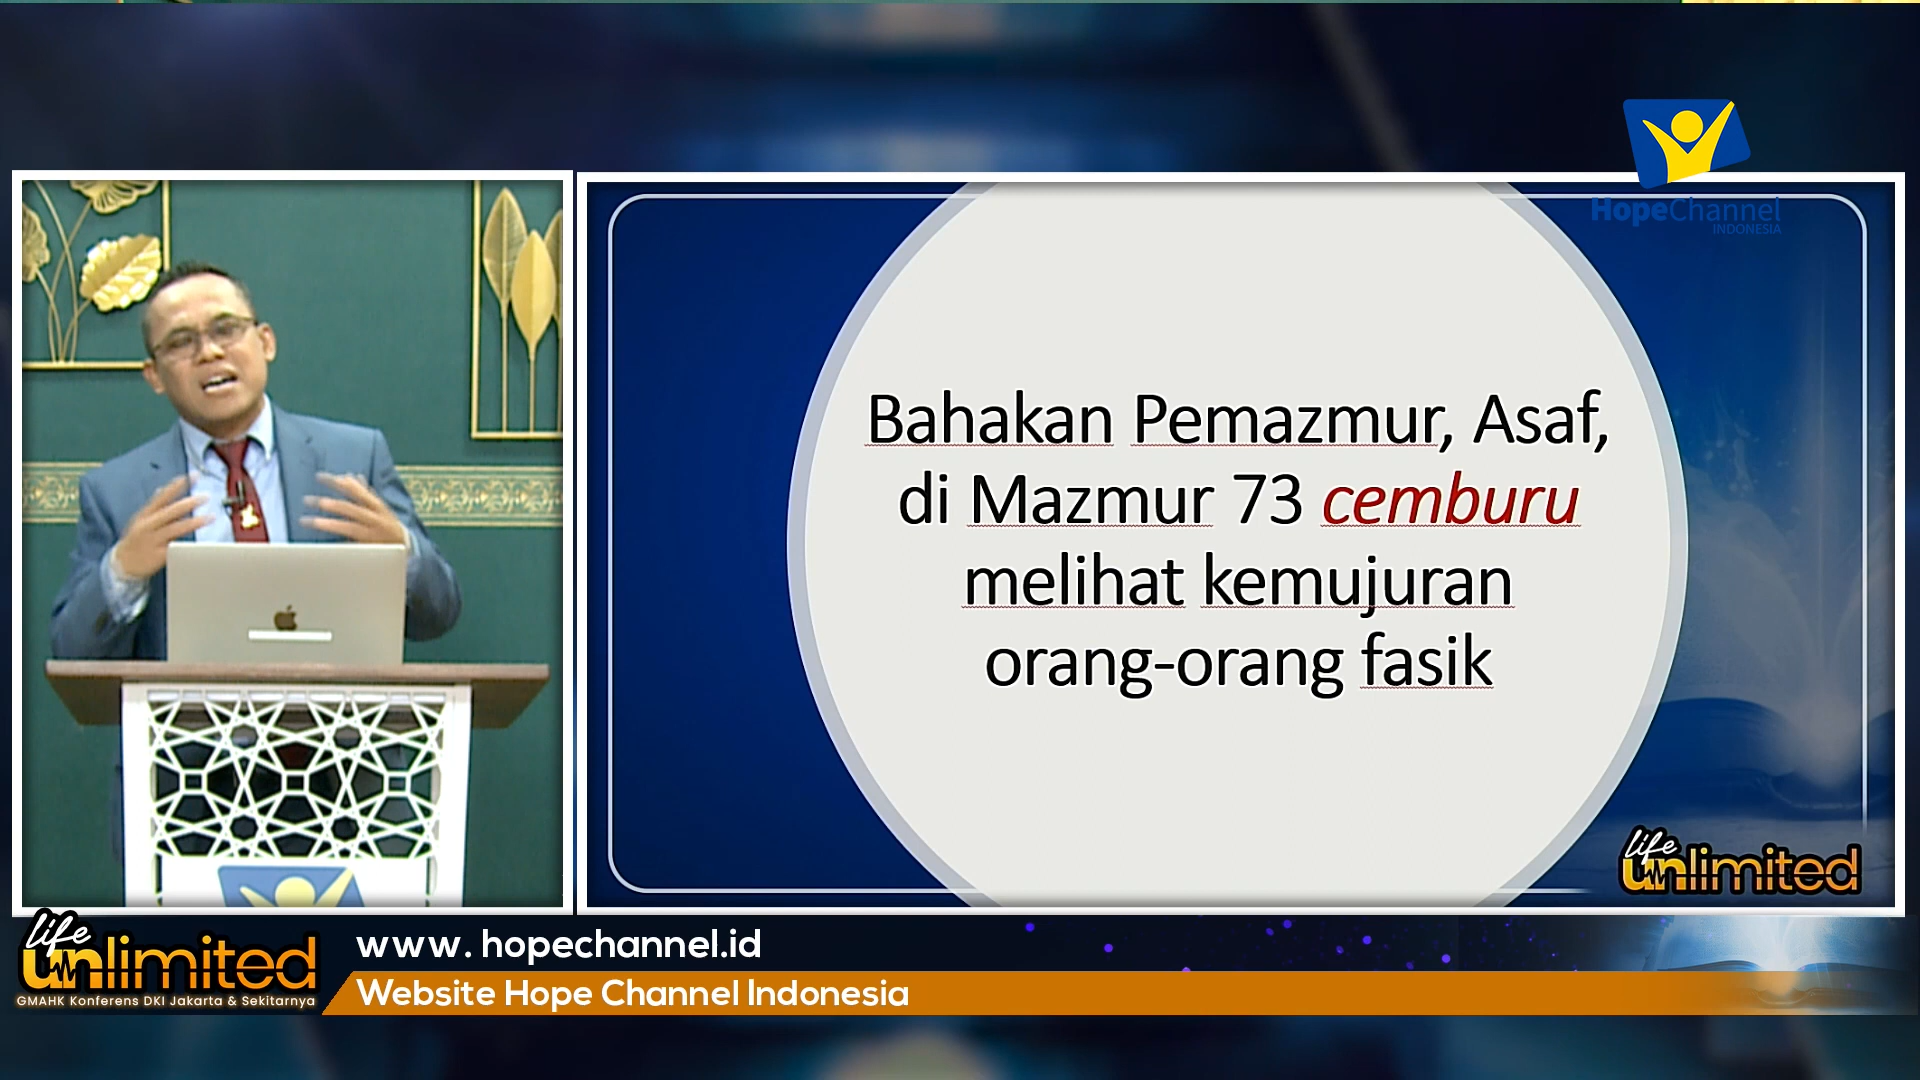 HopeChannel
INDONESIA
Bahakan Pemazmur, Asaf,
di Mazmur 73 cemburu
melihat kemujuran
orang-orang fasik
life
unlimited
life
unlimited
GMAHK Konferens DKI Jakarta & Sekitarnya
www.hopechannel.id
Website Hope Channel Indonesia